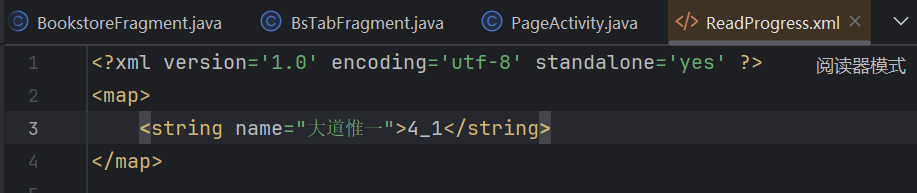 BookstoreFragment.java BsTabFragment.java PageActivity.java ReadProgress.xml
1 <?xml version='1.0' encoding='utf-8' standalone='yes' ?> 阅读器模式
2 <map>
3 <string name="大道惟一">4_1</string>
4 </map>
5